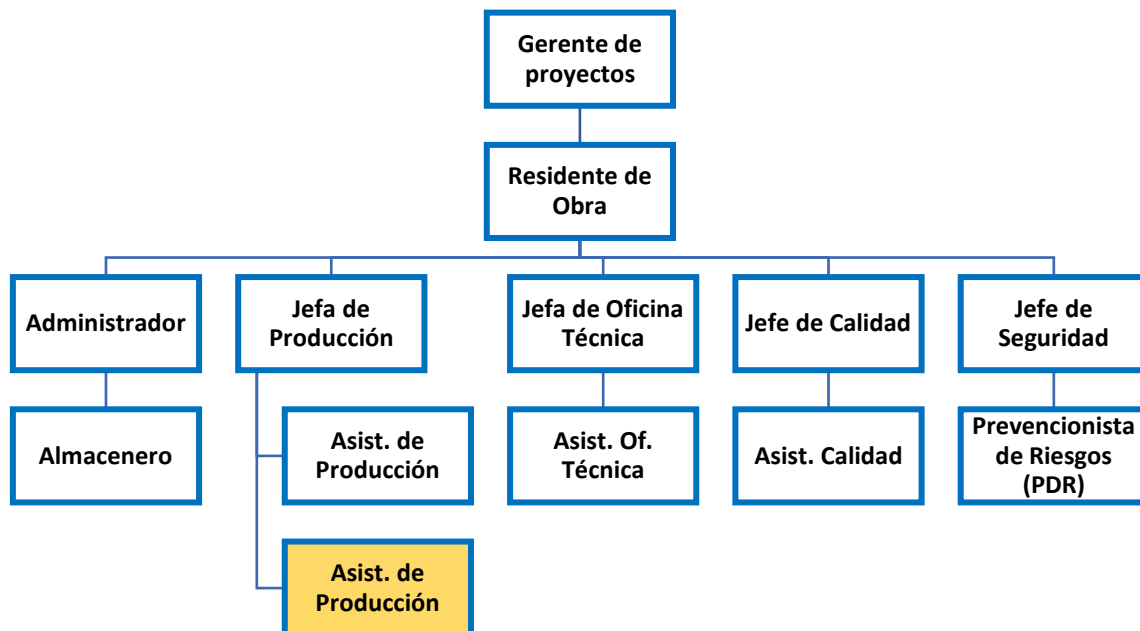 Gerente de
proyectos
Residente de
Obra
Administrador
Jefa de
Producción
Jefa de Oficina
Técnica
Jefe de Calidad
Jefe de
Seguridad
Almacenero
Asist. de
Producción
Asist. Of.
Técnica
Asist. Calidad
Prevencionista
de Riesgos
(PDR)
Asist. de
Producción